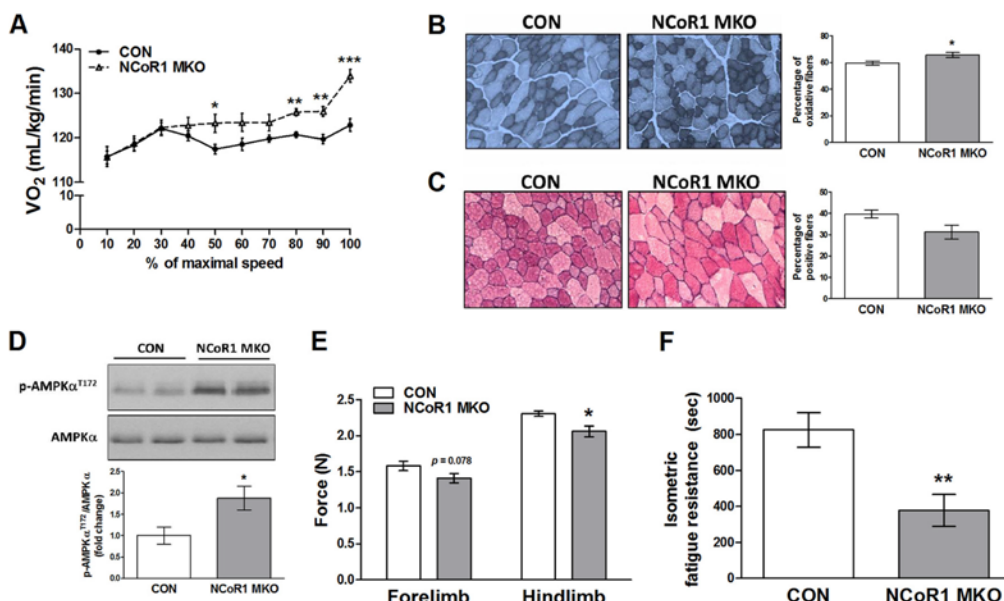 A
CON
NCoR1 MKO
140
130
120
110
10
0
VO2 (mL/kg/min)
* ** ** ***
10 20 30 40 50 60 70 80 90 100
% of maximal speed
B
CON NCoR1 MKO
Percentage of
oxidative fibers
80
60
40
20
0
*
CON NCoR1 MKO
C
CON NCoR1 MKO
Percentage of
positive fibers
60
40
20
0
CON NCoR1 MKO
D
CON NCoR1 MKO
p-AMPKα^T172
AMPKα
p-AMPKα^T172/AMPKα
(fold change)
2.5
2.0
1.5
1.0
0.5
0.0
*
CON NCoR1 MKO
E
CON
NCoR1 MKO
Force (N)
2.5
2.0
1.5
1.0
0.5
0.0
p = 0.078
*
Forelimb Hindlimb
F
Isometric
fatigue resistance (sec)
1000
800
600
400
200
0
**
CON NCoR1 MKO